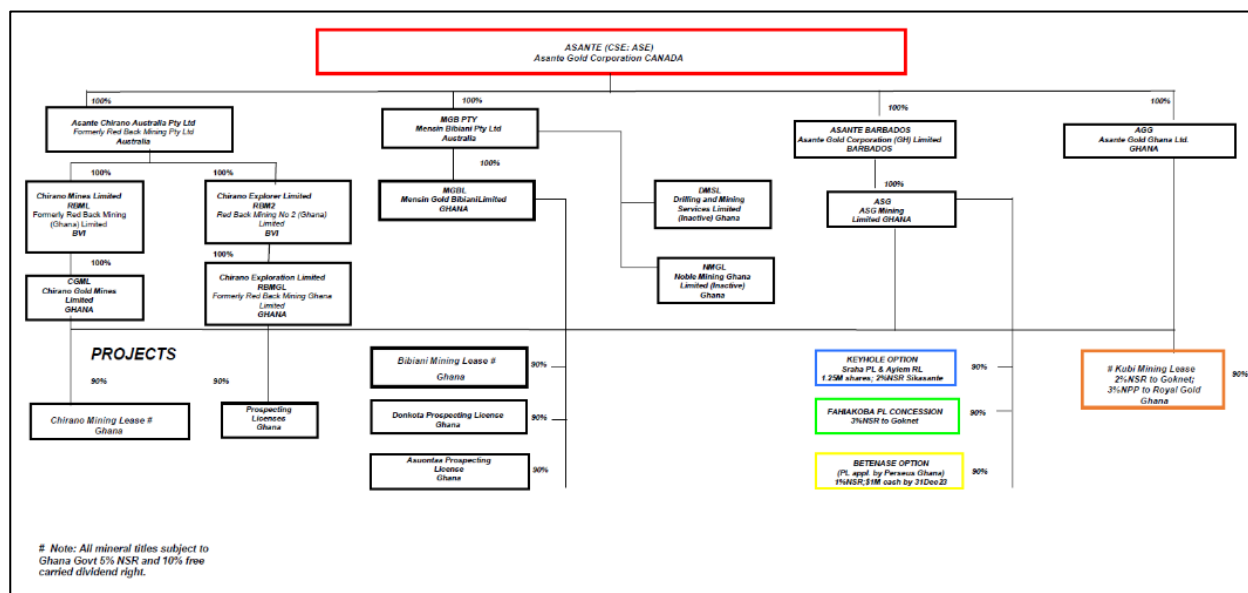 ASANTE (CSE: ASE)
Asante Gold Corporation CANADA
100%
100%
100%
100%
Asante Chirano Australia Pty Ltd
Formerly Red Back Mining Pty Ltd
Australia
MGB PTY
Mensin Bibiani Pty Ltd
Australia
ASANTE BARBADOS
Asante Gold Corporation (GH) Limited
BARBADOS
AGG
Asante Gold Ghana Ltd.
GHANA
100%
100%
100%
100%
Chirano Mines Limited
RBML
Formerly Red Back Mining
(Ghana) Limited
BVI
Chirano Explorer Limited
RBM2
Red Back Mining No 2 (Ghana)
Limited
BVI
MGBL
Mensin Gold BibianiLimited
GHANA
DMSL
Drilling and Mining
Services Limited
(Inactive) Ghana
ASG
ASG Mining
Limited GHANA
100%
100%
CGML
Chirano Gold Mines
Limited
GHANA
Chirano Exploration Limited
RBMGL
Formerly Red Back Mining Ghana
Limited
GHANA
NMGL
Noble Mining Ghana
Limited (Inactive)
Ghana
PROJECTS
90%
90%
Chirano Mining Lease #
Ghana
Prospecting
Licenses
Ghana
Bibiani Mining Lease #
Ghana
90%
Donkota Prospecting License
Ghana
90%
Asuontaa Prospecting
License
Ghana
90%
KEYHOLE OPTION
Sraha PL & Ayiem RL
1.25M shares; 2%NSR Sikasante
90%
FAHIAKOBA PL CONCESSION
3%NSR to Goknet
90%
BETENASE OPTION
(PL appl. by Perseus Ghana)
1%NSR;$1M cash by 31Dec23
90%
# Kubi Mining Lease
2%NSR to Goknet;
3%NPP to Royal Gold
Ghana
90%
# Note: All mineral titles subject to
Ghana Govt 5% NSR and 10% free
carried dividend right.